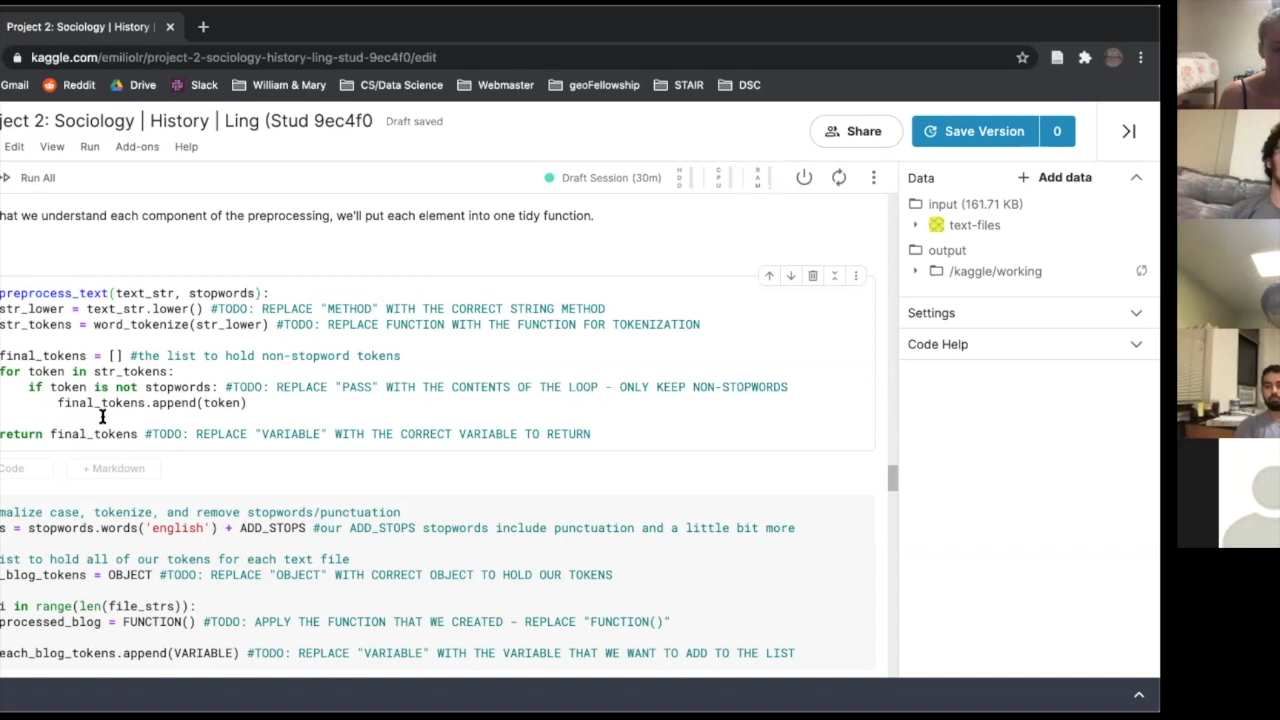 Project 2: Sociology | History |
kaggle.com/emiliolr/project-2-sociology-history-ling-stud-9ec4f0/edit
Gmail Reddit Drive Slack William & Mary CS/Data Science Webmaster geoFellowship STAIR DSC
ject 2: Sociology | History | Ling (Stud 9ec4f0 Draft saved
Share Save Version 0
Edit View Run Add-ons Help
Run All Draft Session (30m) HDD CPU RAM
Data + Add data
input (161.71 KB)
text-files
output
/kaggle/working
Settings
Code Help
hat we understand each component of the preprocessing, we'll put each element into one tidy function.
preprocess_text(text_str, stopwords):
str_lower = text_str.lower() #TODO: REPLACE "METHOD" WITH THE CORRECT STRING METHOD
str_tokens = word_tokenize(str_lower) #TODO: REPLACE FUNCTION WITH THE FUNCTION FOR TOKENIZATION
final_tokens = [] #the list to hold non-stopword tokens
for token in str_tokens:
if token is not stopwords: #TODO: REPLACE "PASS" WITH THE CONTENTS OF THE LOOP - ONLY KEEP NON-STOPWORDS
final_tokens.append(token)
return final_tokens #TODO: REPLACE "VARIABLE" WITH THE CORRECT VARIABLE TO RETURN
Code + Markdown
malize case, tokenize, and remove stopwords/punctuation
s = stopwords.words('english') + ADD_STOPS #our ADD_STOPS stopwords include punctuation and a little bit more
ist to hold all of our tokens for each text file
_blog_tokens = OBJECT #TODO: REPLACE "OBJECT" WITH CORRECT OBJECT TO HOLD OUR TOKENS
i in range(len(file_strs)):
processed_blog = FUNCTION() #TODO: APPLY THE FUNCTION THAT WE CREATED - REPLACE "FUNCTION()"
each_blog_tokens.append(VARIABLE) #TODO: REPLACE "VARIABLE" WITH THE VARIABLE THAT WE WANT TO ADD TO THE LIST